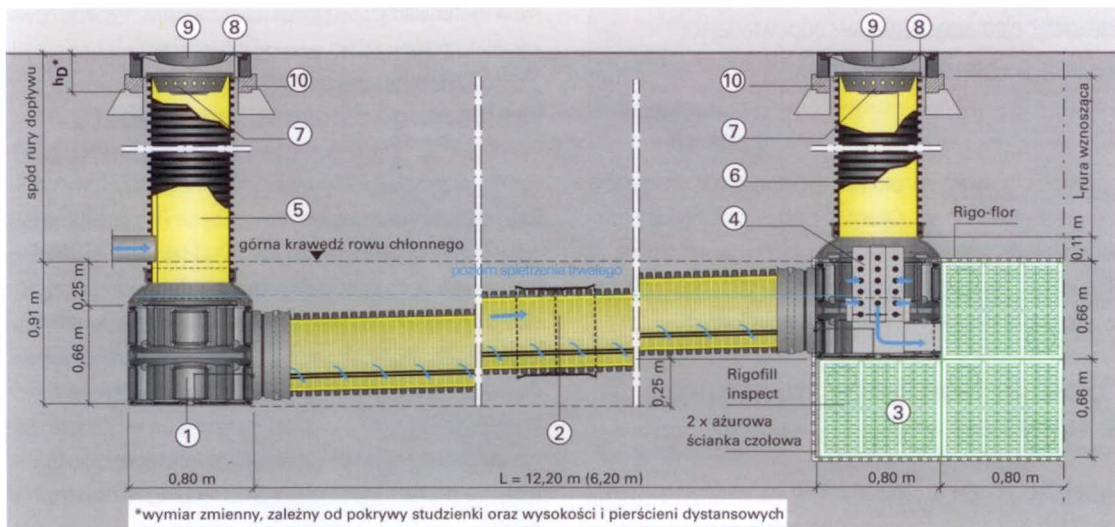 9
8
9
8
hD*
10
10
7
7
spód rury dopływu
Lrura wznosząca
6
5
4
Rigo-flor
górna krawędź rowu chłonnego
0,11 m
poziom spiętrzenia trwałego
0,25 m
0,91 m
0,66 m
0,66 m
0,25 m
Rigofill
inspect
2 x ażurowa
ścianka czołowa
0,66 m
1
2
3
0,80 m
L = 12,20 m (6,20 m)
0,80 m
0,80 m
*wymiar zmienny, zależny od pokrywy studzienki oraz wysokości i pierścieni dystansowych